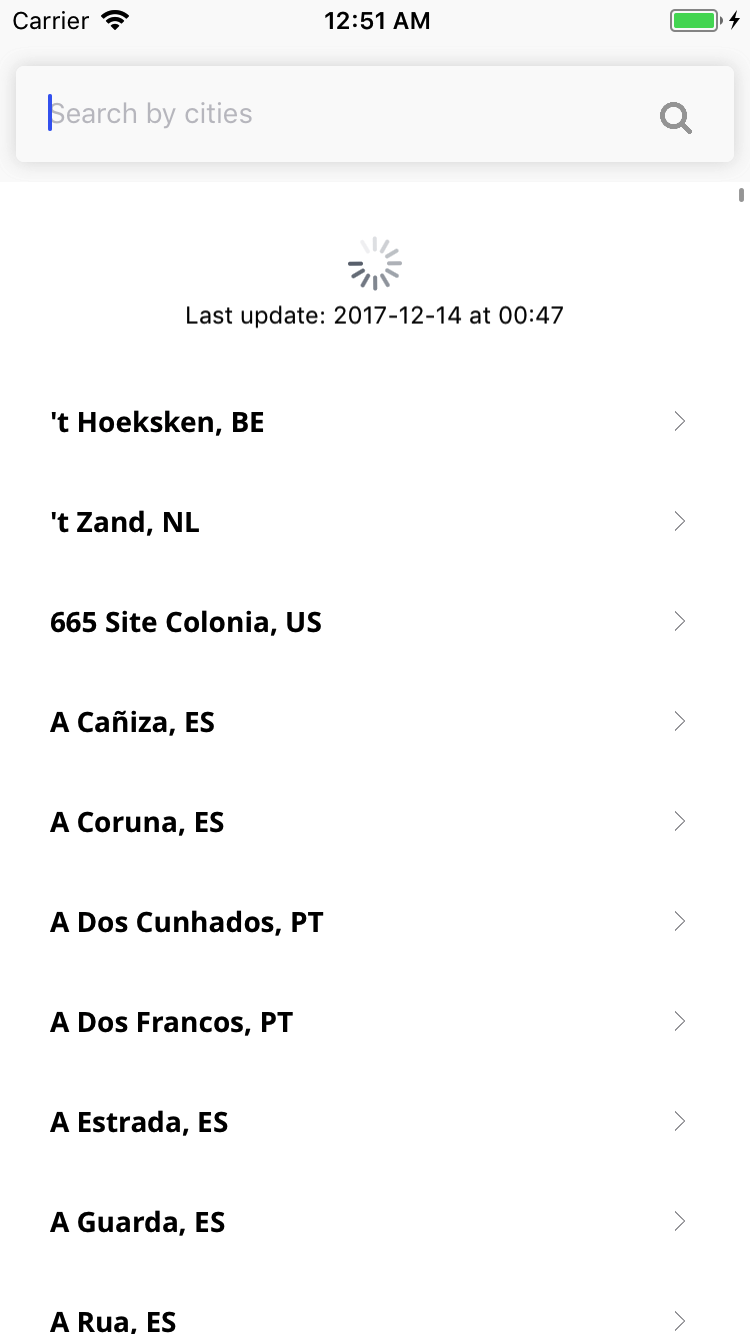 Carrier 12:51 AM
Search by cities
Last update: 2017-12-14 at 00:47
't Hoeksken, BE
't Zand, NL
665 Site Colonia, US
A Cañiza, ES
A Coruna, ES
A Dos Cunhados, PT
A Dos Francos, PT
A Estrada, ES
A Guarda, ES
A Rua, ES